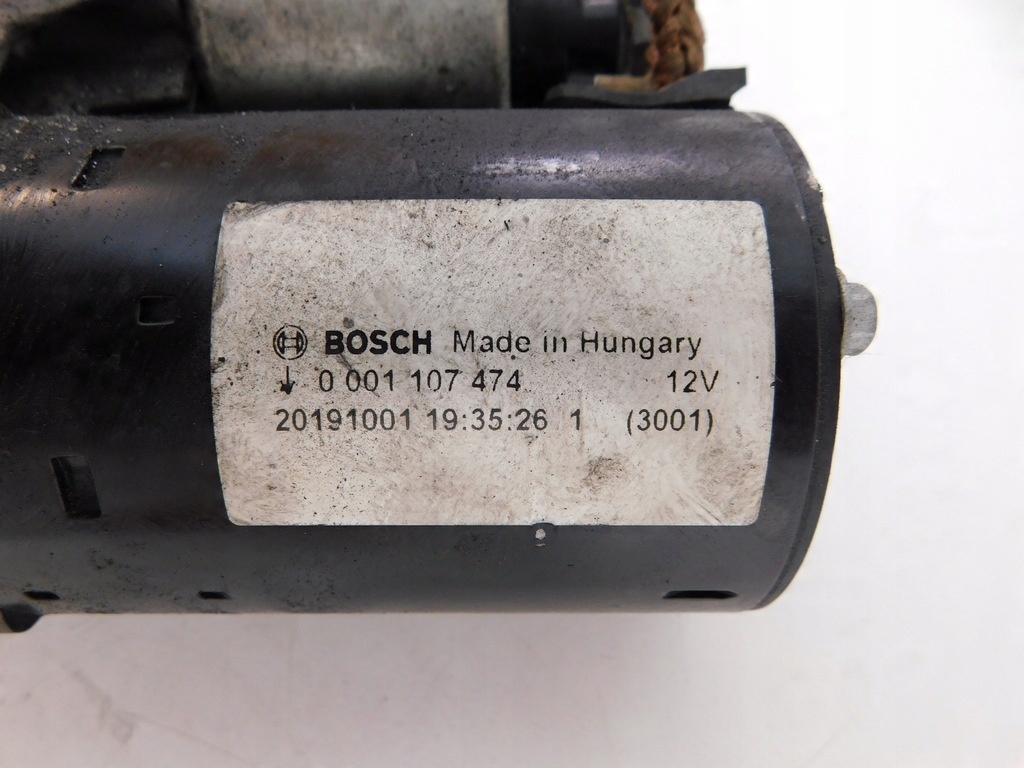 BOSCH Made in Hungary
↓ 0 001 107 474 12V
20191001 19:35:26 1 (3001)